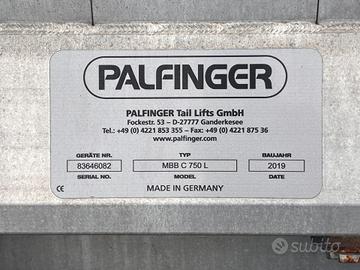 PALFINGER
PALFINGER Tail Lifts GmbH
Fockestr. 53 – D-27777 Ganderkesee
Tel.: +49 (0) 4221 853 355 – Fax: +49 (0) 4221 875 36
www.palfinger.com
GERÄTE NR. TYP BAUJAHR
83646082 MBB C 750 L 2019
SERIAL NO. MODEL DATE
CE MADE IN GERMANY
subito